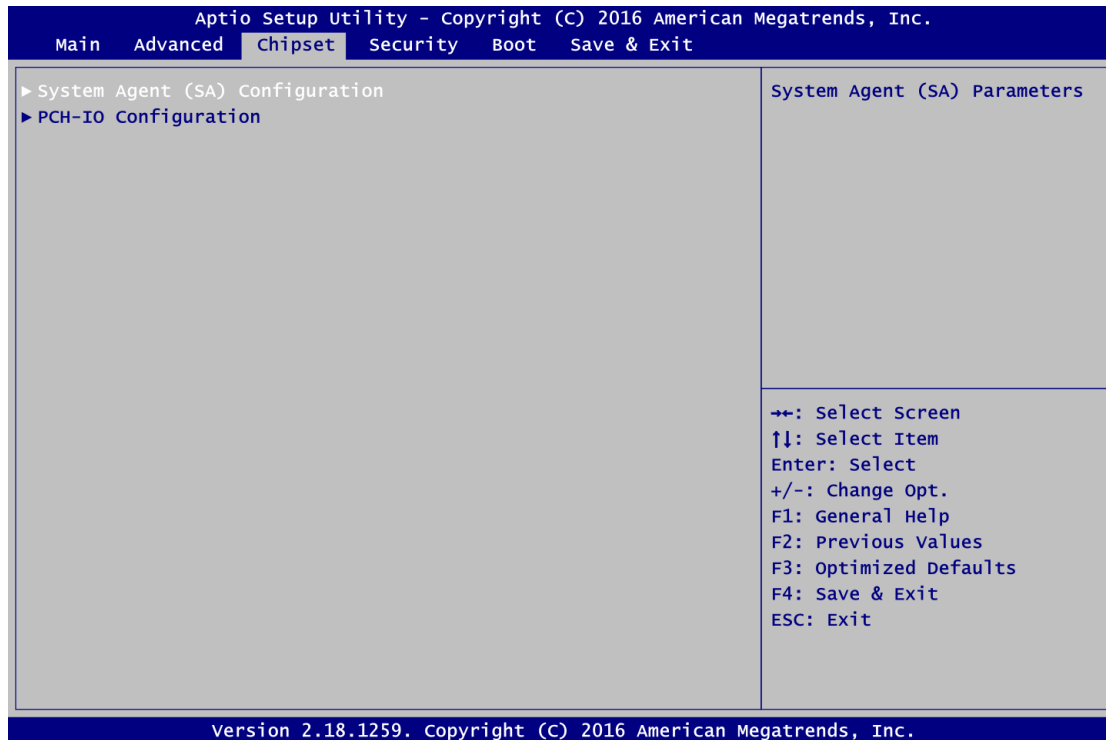 Aptio Setup Utility - Copyright (C) 2016 American Megatrends, Inc.
Main Advanced Chipset Security Boot Save & Exit
▶ System Agent (SA) Configuration
▶ PCH-IO Configuration
System Agent (SA) Parameters
→←: Select Screen
↑↓: Select Item
Enter: Select
+/-: Change Opt.
F1: General Help
F2: Previous Values
F3: Optimized Defaults
F4: Save & Exit
ESC: Exit
Version 2.18.1259. Copyright (C) 2016 American Megatrends, Inc.